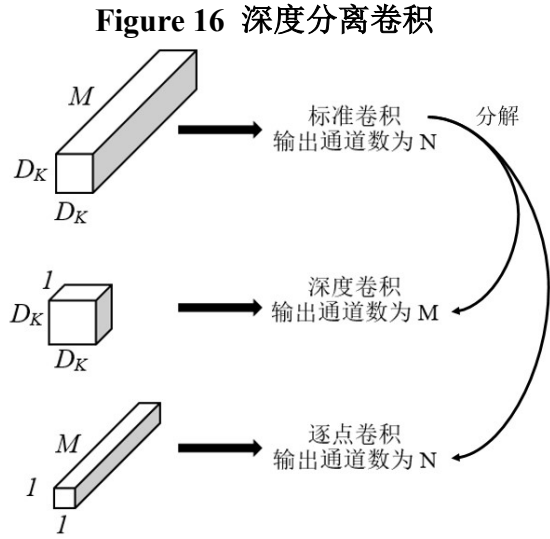 Figure 16 深度分离卷积
M
D_K
D_K
标准卷积
输出通道数为 N
分解
1
D_K
D_K
深度卷积
输出通道数为 M
M
1
1
逐点卷积
输出通道数为 N